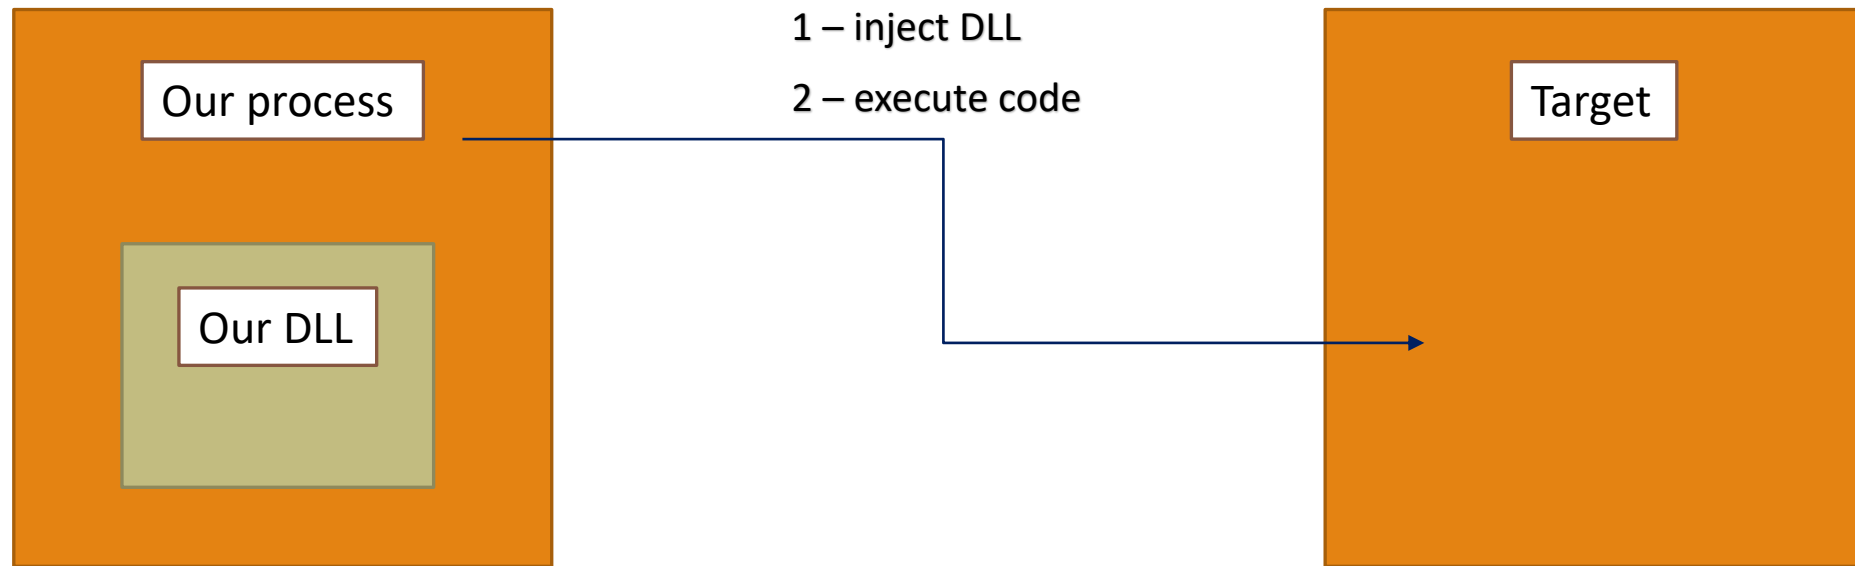 1 – inject DLL
2 – execute code
Our process
Target
Our DLL